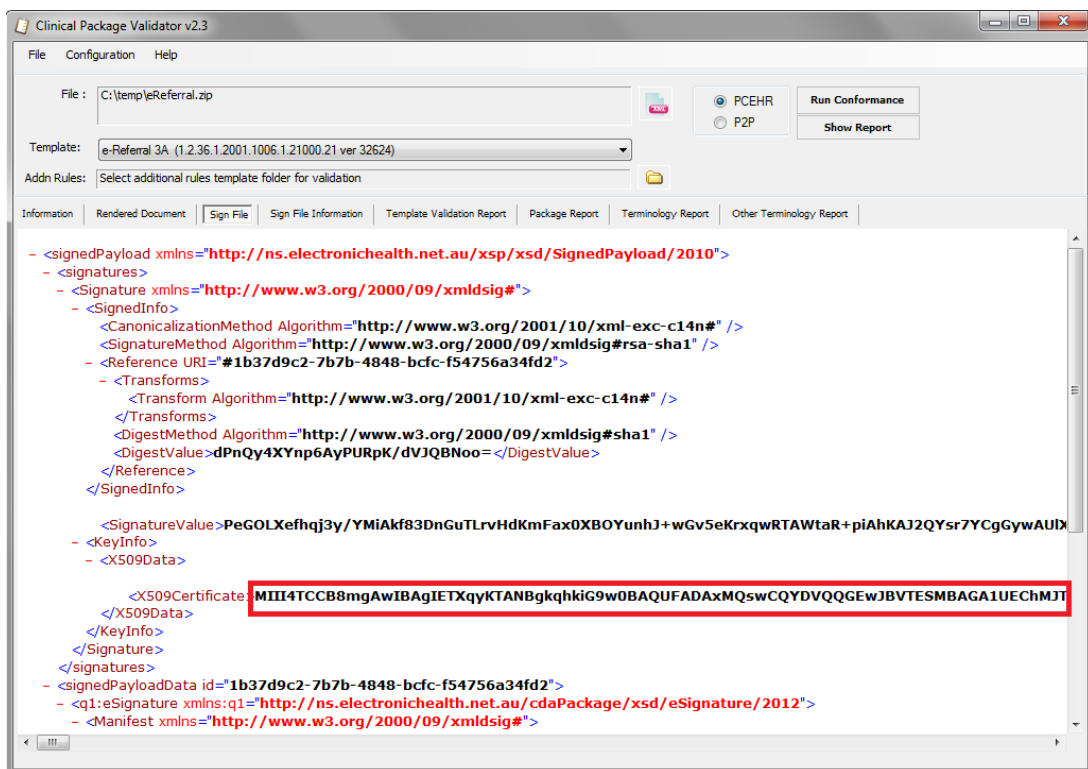 Clinical Package Validator v2.3
File Configuration Help
File : C:\temp\eReferral.zip
XML
PCEHR
P2P
Run Conformance
Show Report
Template: e-Referral 3A (1.2.36.1.2001.1006.1.21000.21 ver 32624)
Addn Rules: Select additional rules template folder for validation
Information Rendered Document Sign File Sign File Information Template Validation Report Package Report Terminology Report Other Terminology Report
- <signedPayload xmlns="http://ns.electronichealth.net.au/xsp/xsd/SignedPayload/2010">
- <signatures>
- <Signature xmlns="http://www.w3.org/2000/09/xmldsig#">
- <SignedInfo>
<CanonicalizationMethod Algorithm="http://www.w3.org/2001/10/xml-exc-c14n#" />
<SignatureMethod Algorithm="http://www.w3.org/2000/09/xmldsig#rsa-sha1" />
- <Reference URI="#1b37d9c2-7b7b-4848-bcfc-f54756a34fd2">
- <Transforms>
<Transform Algorithm="http://www.w3.org/2001/10/xml-exc-c14n#" />
</Transforms>
<DigestMethod Algorithm="http://www.w3.org/2000/09/xmldsig#sha1" />
<DigestValue>dPnQy4XYnp6AyPURpK/dVJQBNoo=</DigestValue>
</Reference>
</SignedInfo>
<SignatureValue>PeGOLXefhqj3y/YMiAkf83DnGuTLrvHdKmFax0XBOYunhJ+wGv5eKrxqwRTAWtaR+piAhKAJ2QYsr7YCgGywAUlX
- <KeyInfo>
- <X509Data>
<X509Certificate>MIII4TCCB8mgAwIBAgIETXqyKTANBgkqhkiG9w0BAQUFADAxMQswCQYDVQQGEwJBVTESMBAGA1UEChMJT
</X509Data>
</KeyInfo>
</Signature>
</signatures>
- <signedPayloadData id="1b37d9c2-7b7b-4848-bcfc-f54756a34fd2">
- <q1:eSignature xmlns:q1="http://ns.electronichealth.net.au/cdaPackage/xsd/eSignature/2012">
- <Manifest xmlns="http://www.w3.org/2000/09/xmldsig#">